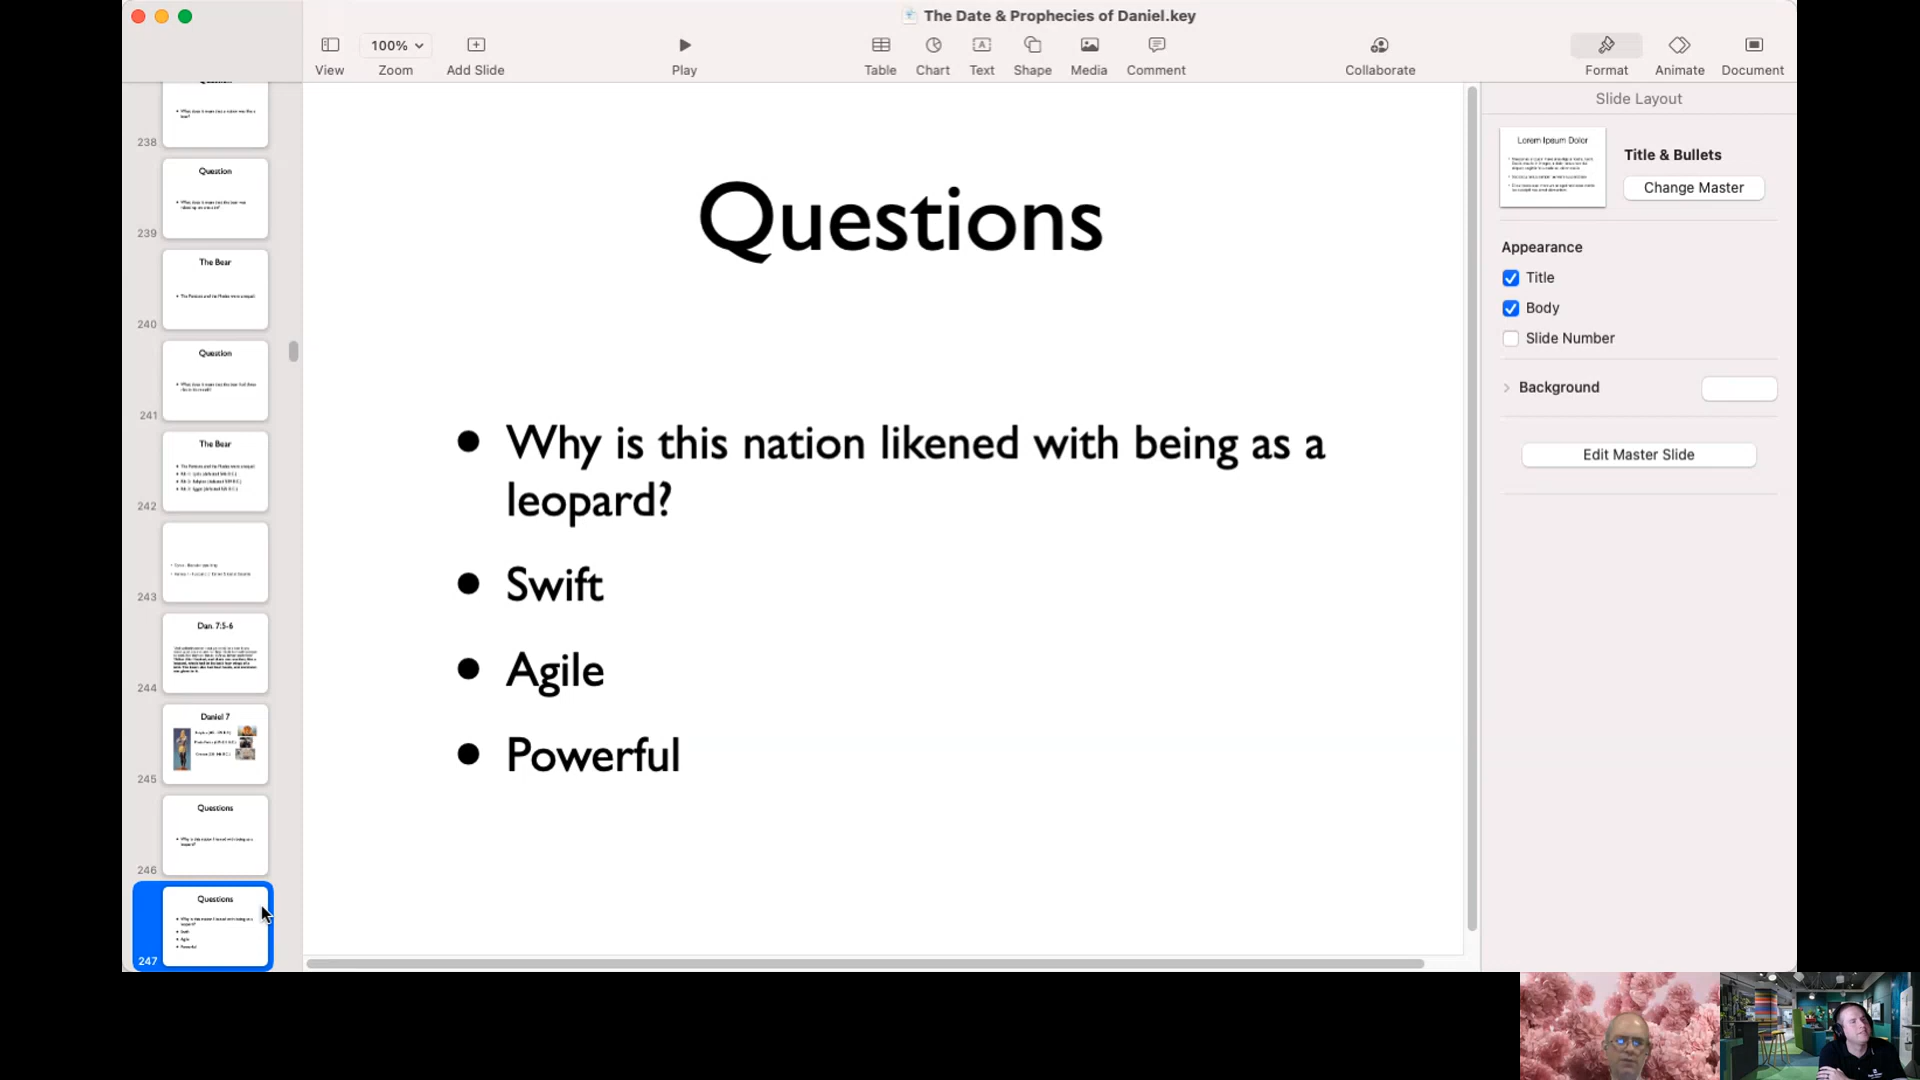 The Date & Prophecies of Daniel.key
View
100%
Zoom
Add Slide
Play
Table
Chart
Text
Shape
Media
Comment
Collaborate
Format
Animate
Document
238
Question
239
The Bear
240
Question
241
The Bear
242
243
Dan. 7:5-6
244
Daniel 7
245
Questions
246
Questions
Swift
Agile
Powerful
247
Questions
• Why is this nation likened with being as a
leopard?
• Swift
• Agile
• Powerful
Slide Layout
Lorem Ipsum Dolor
Title & Bullets
Change Master
Appearance
Title
Body
Slide Number
Background
Edit Master Slide